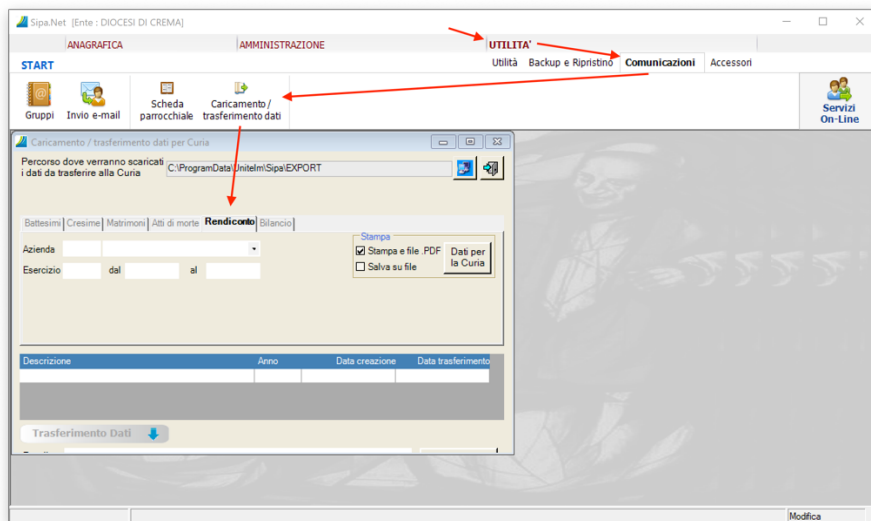 Sipa.Net [Ente : DIOCESI DI CREMA]
ANAGRAFICA AMMINISTRAZIONE UTILITA'
START Utilità Backup e Ripristino Comunicazioni Accessori
Gruppi Invio e-mail Scheda parrocchiale Caricamento / trasferimento dati Servizi On-Line
Caricamento / trasferimento dati per Curia
Percorso dove verranno scaricati
i dati da trasferire alla Curia C:\ProgramData\Unitelm\Sipa\EXPORT
Battesimi Cresime Matrimoni Atti di morte Rendiconto Bilancio
Stampa
Azienda Stampa e file .PDF Dati per la Curia
Esercizio dal al Salva su file
Descrizione Anno Data creazione Data trasferimento
Trasferimento Dati
Modifica